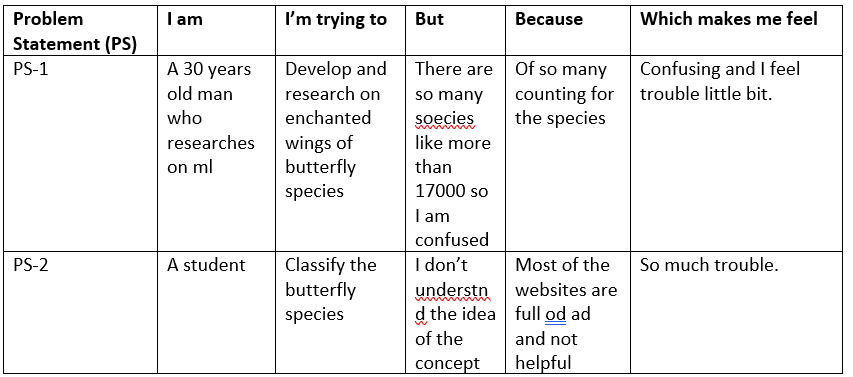 Problem
Statement (PS)
I am
I'm trying to
But
Because
Which makes me feel
PS-1
A 30 years
old man
who
researches
on ml
Develop and
research on
enchanted
wings of
butterfly
species
There are
so many
soecies
like more
than
17000 so
I am
confused
Of so many
counting for
the species
Confusing and I feel
trouble little bit.
PS-2
A student
Classify the
butterfly
species
I don't
understn
d the idea
of the
concept
Most of the
websites are
full od ad
and not
helpful
So much trouble.